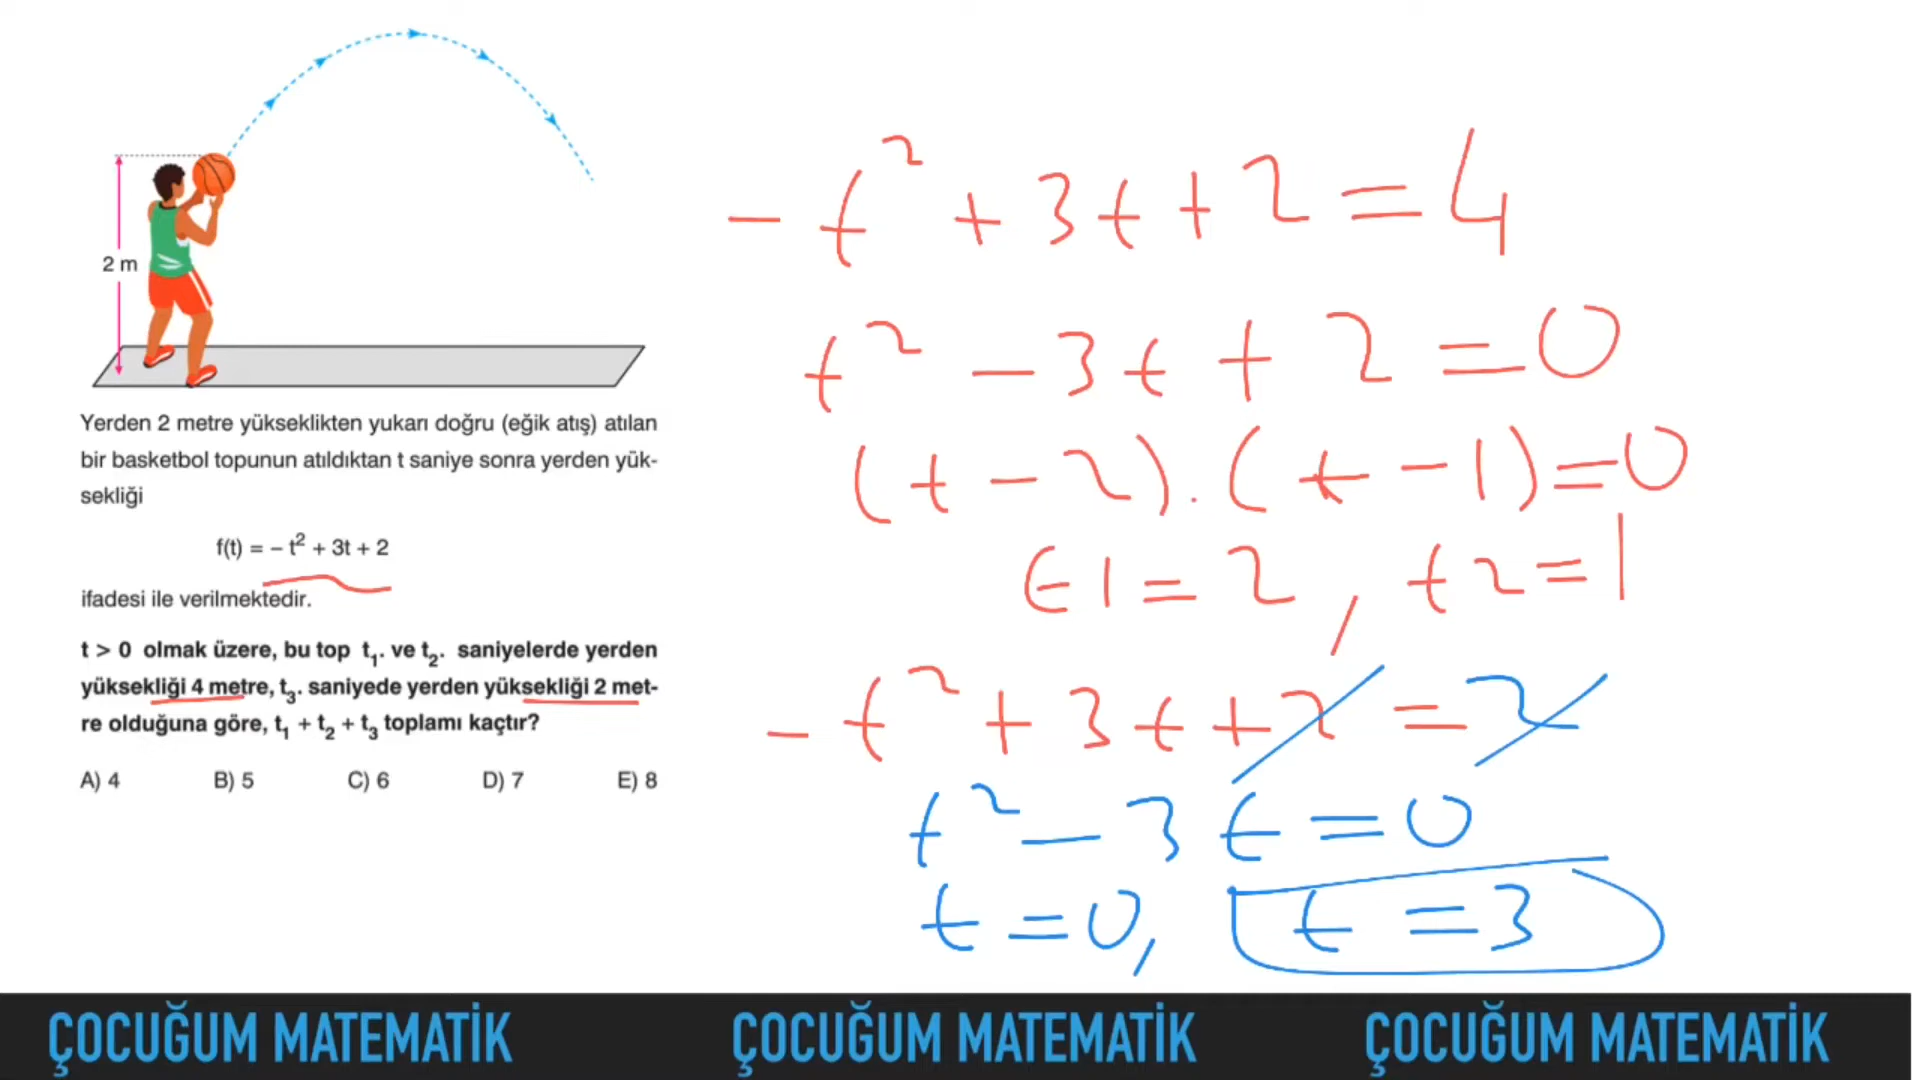 2 m
Yerden 2 metre yükseklikten yukarı doğru (eğik atış) atılan
bir basketbol topunun atıldıktan t saniye sonra yerden yük-
sekliği
f(t) = – t² + 3t + 2
ifadesi ile verilmektedir.
t > 0 olmak üzere, bu top t₁. ve t₂. saniyelerde yerden
yüksekliği 4 metre, t₃. saniyede yerden yüksekliği 2 met-
re olduğuna göre, t₁ + t₂ + t₃ toplamı kaçtır?
A) 4 B) 5 C) 6 D) 7 E) 8
- t² + 3t + 2 = 4
t² - 3t + 2 = 0
(t - 2) . (t - 1) = 0
t1 = 2 , t2 = 1
- t² + 3t + 2 = 2
t² - 3t = 0
t = 0, t = 3
ÇOCUĞUM MATEMATİK ÇOCUĞUM MATEMATİK ÇOCUĞUM MATEMATİK